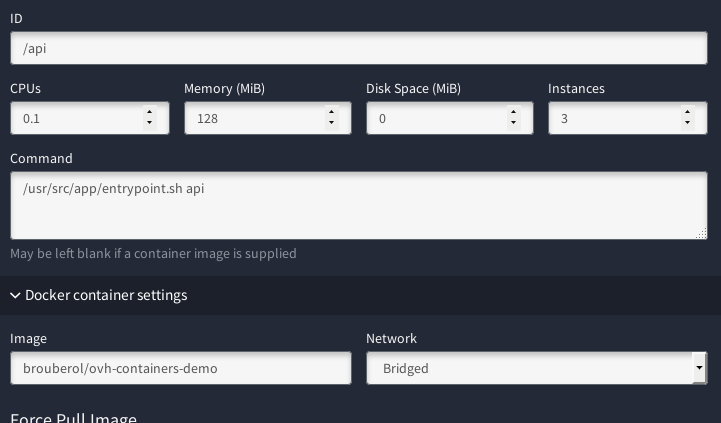 ID
/api
CPUs Memory (MiB) Disk Space (MiB) Instances
0.1 128 0 3
Command
/usr/src/app/entrypoint.sh api
May be left blank if a container image is supplied
Docker container settings
Image Network
brouberol/ovh-containers-demo Bridged
Force Pull Image